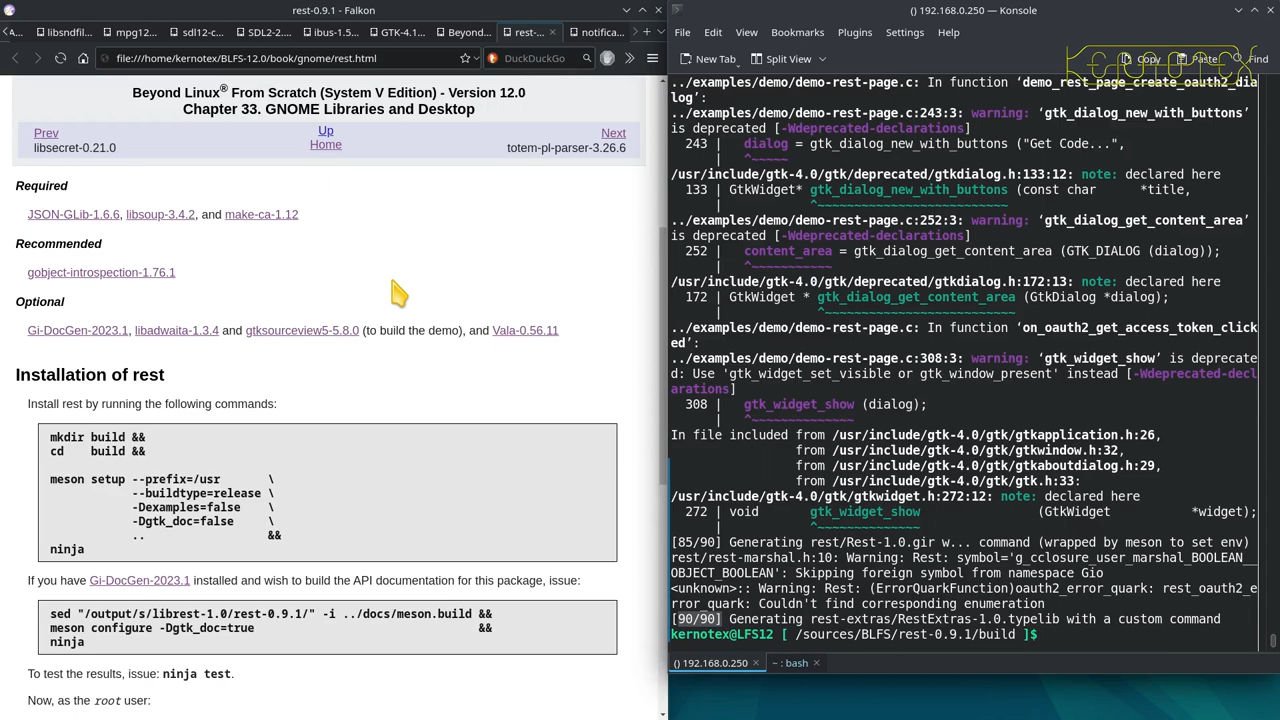 rest-0.9.1 / Falkon
A...
libsndfil...
mpg12...
sdl12-c...
SDL2-2....
ibus-1.5...
GTK-4.1...
Beyond...
rest-...
notifica...
file:///home/kernotex/BLFS-12.0/book/gnome/rest.html
DuckDuckGo
Beyond Linux® From Scratch (System V Edition) - Version 12.0
Chapter 33. GNOME Libraries and Desktop
Prev Up Next
libsecret-0.21.0 Home totem-pl-parser-3.26.6
Required
JSON-GLib-1.6.6, libsoup-3.4.2, and make-ca-1.12
Recommended
gobject-introspection-1.76.1
Optional
Gi-DocGen-2023.1, libadwaita-1.3.4 and gtksourceview5-5.8.0 (to build the demo), and Vala-0.56.11
Installation of rest
Install rest by running the following commands:
mkdir build &&
cd    build &&
meson setup --prefix=/usr       \
            --buildtype=release \
            -Dexamples=false    \
            -Dgtk_doc=false     \
            ..                  &&
ninja
If you have Gi-DocGen-2023.1 installed and wish to build the API documentation for this package, issue:
sed "/output/s/librest-1.0/rest-0.9.1/" -i ../docs/meson.build &&
meson configure -Dgtk_doc=true                                 &&
ninja
To test the results, issue: ninja test.
Now, as the root user:
() 192.168.0.250 — Konsole
File Edit View Bookmarks Plugins Settings Help
New Tab Split View Copy Paste Find
Kernotex
../examples/demo/demo-rest-page.c: In function ‘demo_rest_page_create_oauth2_dia
log’:
../examples/demo/demo-rest-page.c:243:3: warning: ‘gtk_dialog_new_with_buttons’
is deprecated [-Wdeprecated-declarations]
  243 |   dialog = gtk_dialog_new_with_buttons ("Get Code...",
      |   ^~~~~~
/usr/include/gtk-4.0/gtk/deprecated/gtkdialog.h:133:12: note: declared here
  133 | GtkWidget* gtk_dialog_new_with_buttons (const char     *title,
      |            ^~~~~~~~~~~~~~~~~~~~~~~~~~~
../examples/demo/demo-rest-page.c:252:3: warning: ‘gtk_dialog_get_content_area’
is deprecated [-Wdeprecated-declarations]
  252 |   content_area = gtk_dialog_get_content_area (GTK_DIALOG (dialog));
      |   ^~~~~~~~~~~~
/usr/include/gtk-4.0/gtk/deprecated/gtkdialog.h:172:13: note: declared here
  172 | GtkWidget * gtk_dialog_get_content_area (GtkDialog *dialog);
      |             ^~~~~~~~~~~~~~~~~~~~~~~~~~~
../examples/demo/demo-rest-page.c: In function ‘on_oauth2_get_access_token_click
ed’:
../examples/demo/demo-rest-page.c:308:3: warning: ‘gtk_widget_show’ is deprecate
d: Use 'gtk_widget_set_visible or gtk_window_present' instead [-Wdeprecated-decl
arations]
  308 |   gtk_widget_show (dialog);
      |   ^~~~~~~~~~~~~~~
In file included from /usr/include/gtk-4.0/gtk/gtkapplication.h:26,
                 from /usr/include/gtk-4.0/gtk/gtkwindow.h:32,
                 from /usr/include/gtk-4.0/gtk/gtkaboutdialog.h:29,
                 from /usr/include/gtk-4.0/gtk/gtk.h:33:
/usr/include/gtk-4.0/gtk/gtkwidget.h:272:12: note: declared here
  272 | void       gtk_widget_show               (GtkWidget           *widget);
      |            ^~~~~~~~~~~~~~~
[85/90] Generating rest/Rest-1.0.gir w... command (wrapped by meson to set env)
rest/rest-marshal.h:10: Warning: Rest: symbol='g_cclosure_user_marshal_BOOLEAN__
OBJECT_BOOLEAN': Skipping foreign symbol from namespace Gio
<unknown>:: Warning: Rest: (ErrorQuarkFunction)oauth2_error_quark: rest_oauth2_e
rror_quark: Couldn't find corresponding enumeration
[90/90] Generating rest-extras/RestExtras-1.0.typelib with a custom command
kernotex@LFS12 [ /sources/BLFS/rest-0.9.1/build ]$
() 192.168.0.250
~ : bash